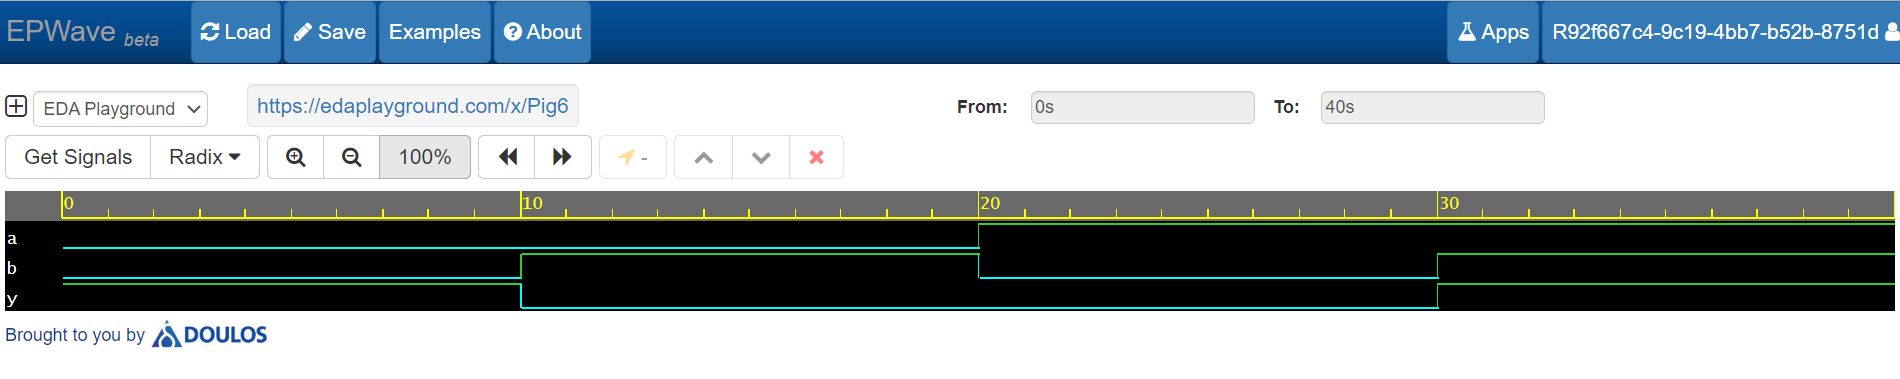 EPWave beta Load Save Examples About Apps R92f667c4-9c19-4bb7-b52b-8751d
EDA Playground https://edaplayground.com/x/Pig6 From: 0s To: 40s
Get Signals Radix 100% -
0 10 20 30
a
b
y
Brought to you by DOULOS